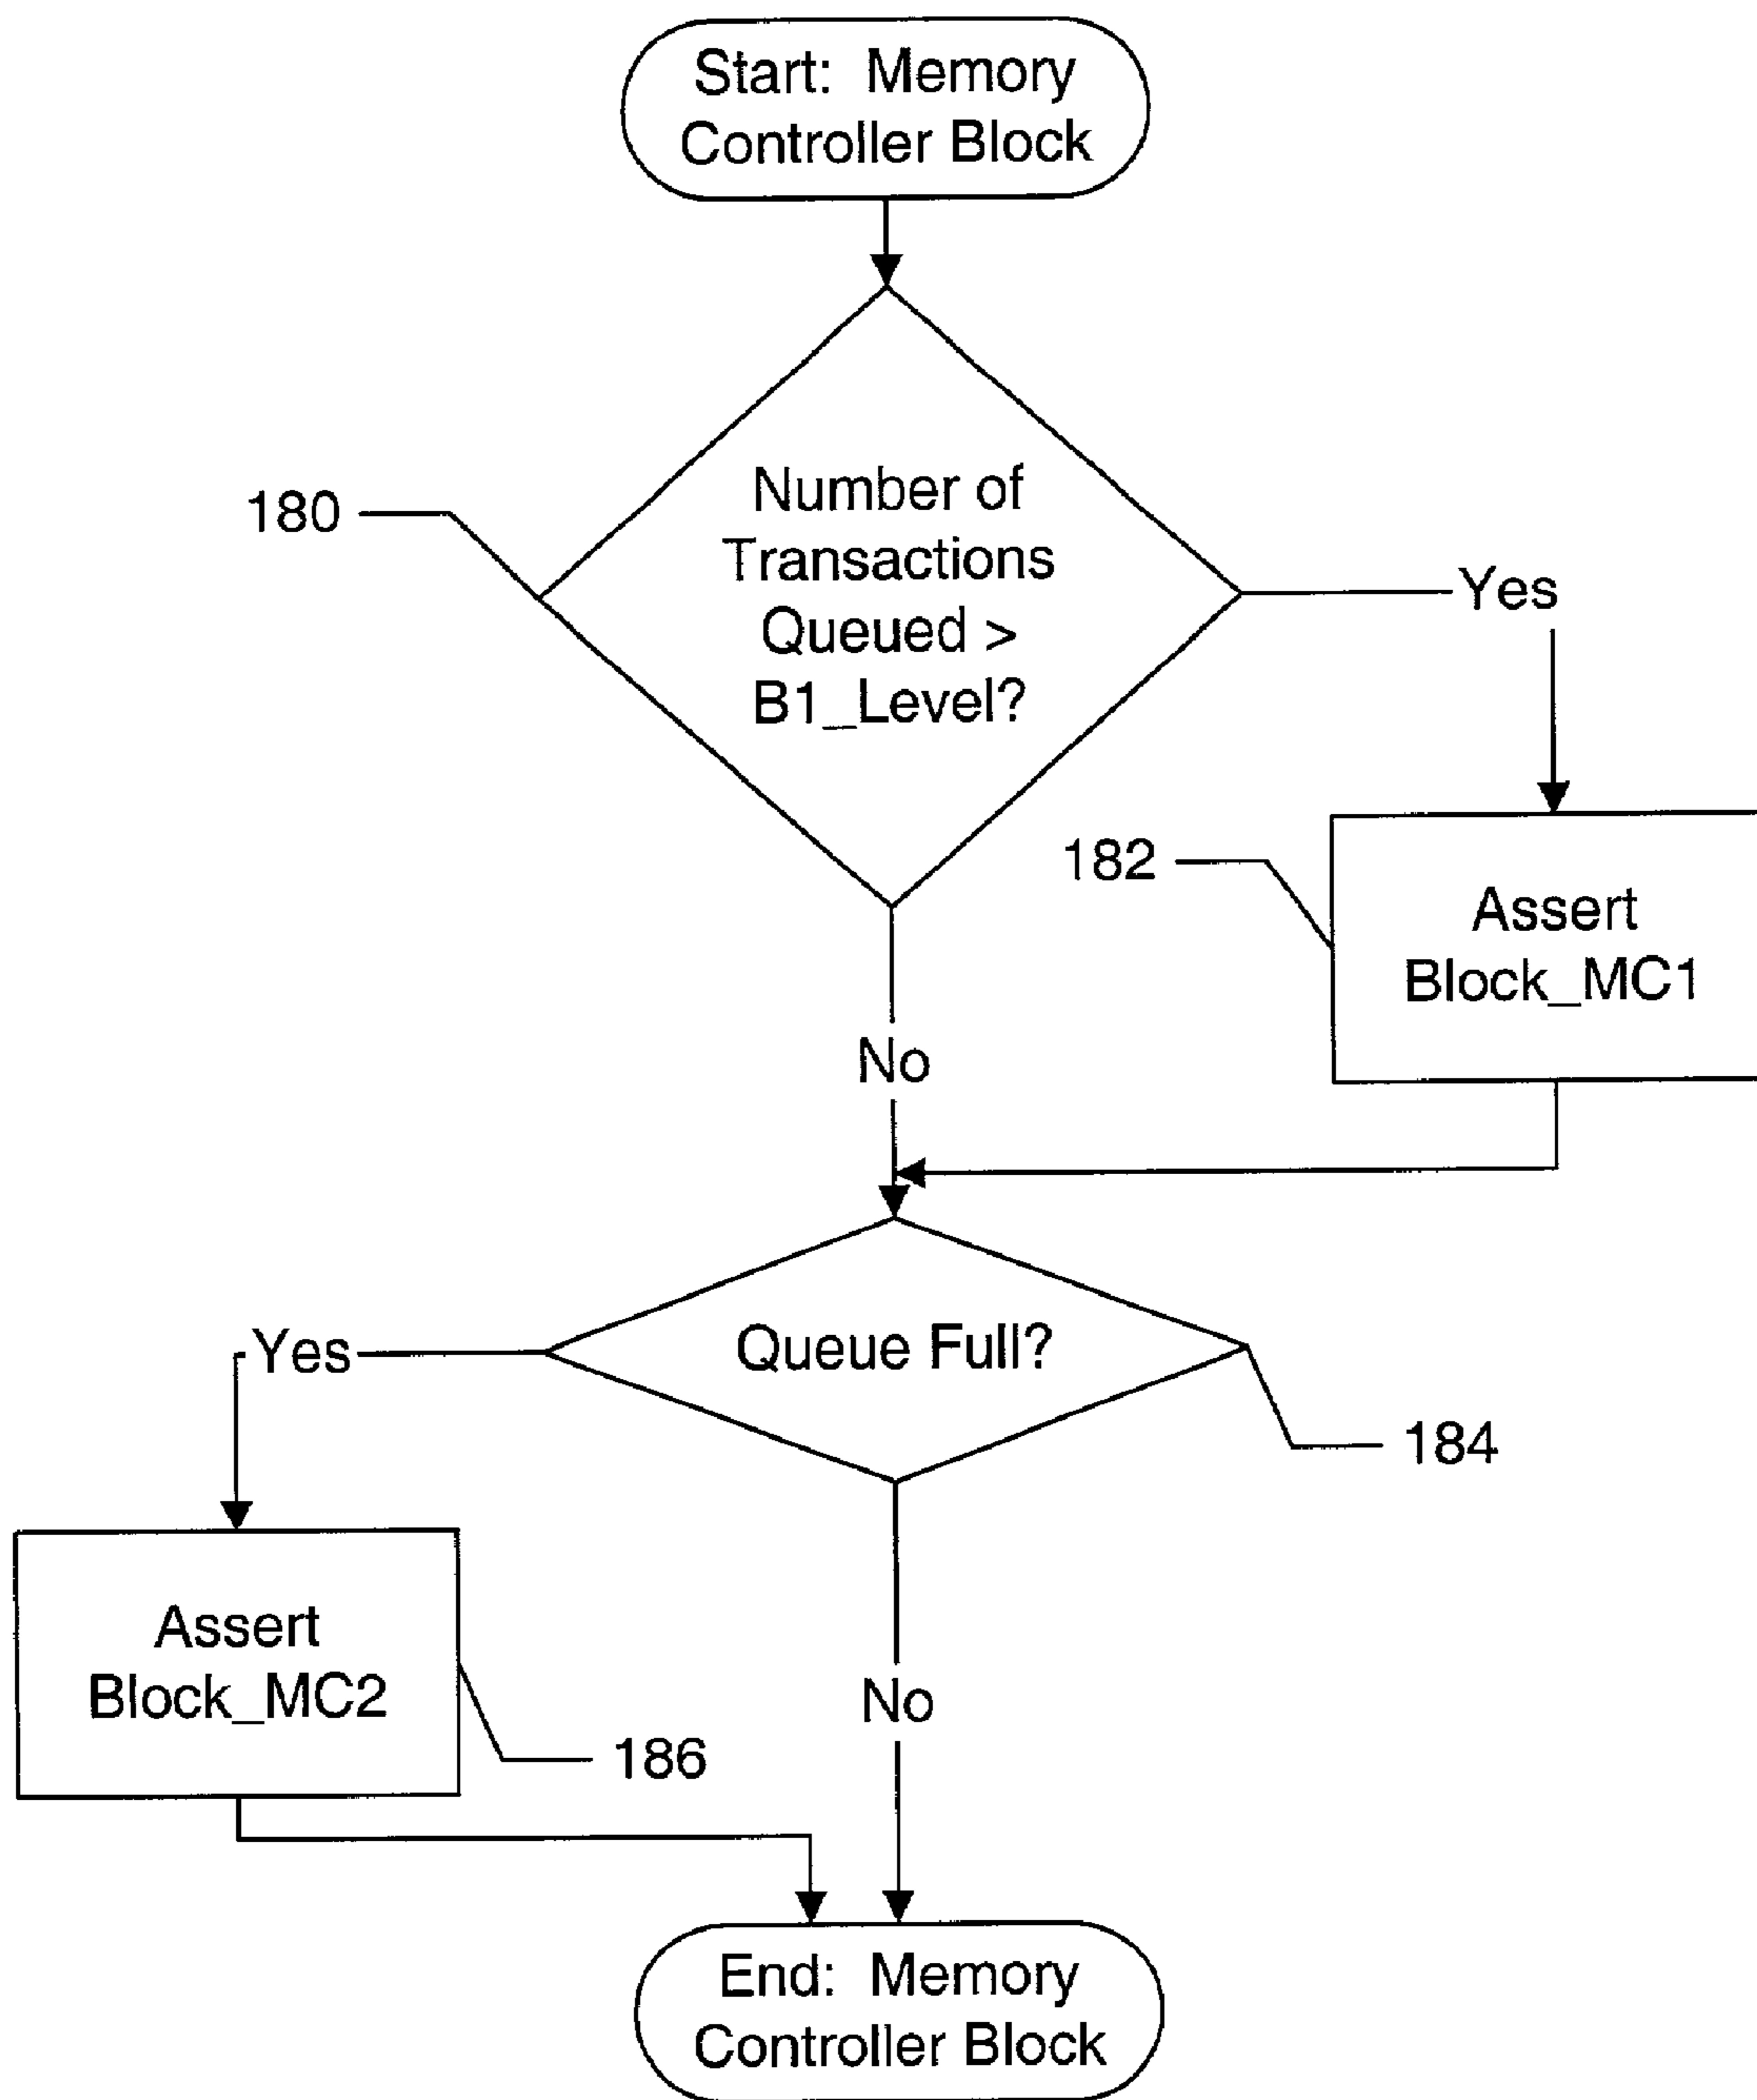 Start: Memory
Controller Block
180
Number of
Transactions
Queued >
B1_Level?
Yes
182
Assert
Block_MC1
No
Yes
Queue Full?
184
Assert
Block_MC2
186
No
End: Memory
Controller Block